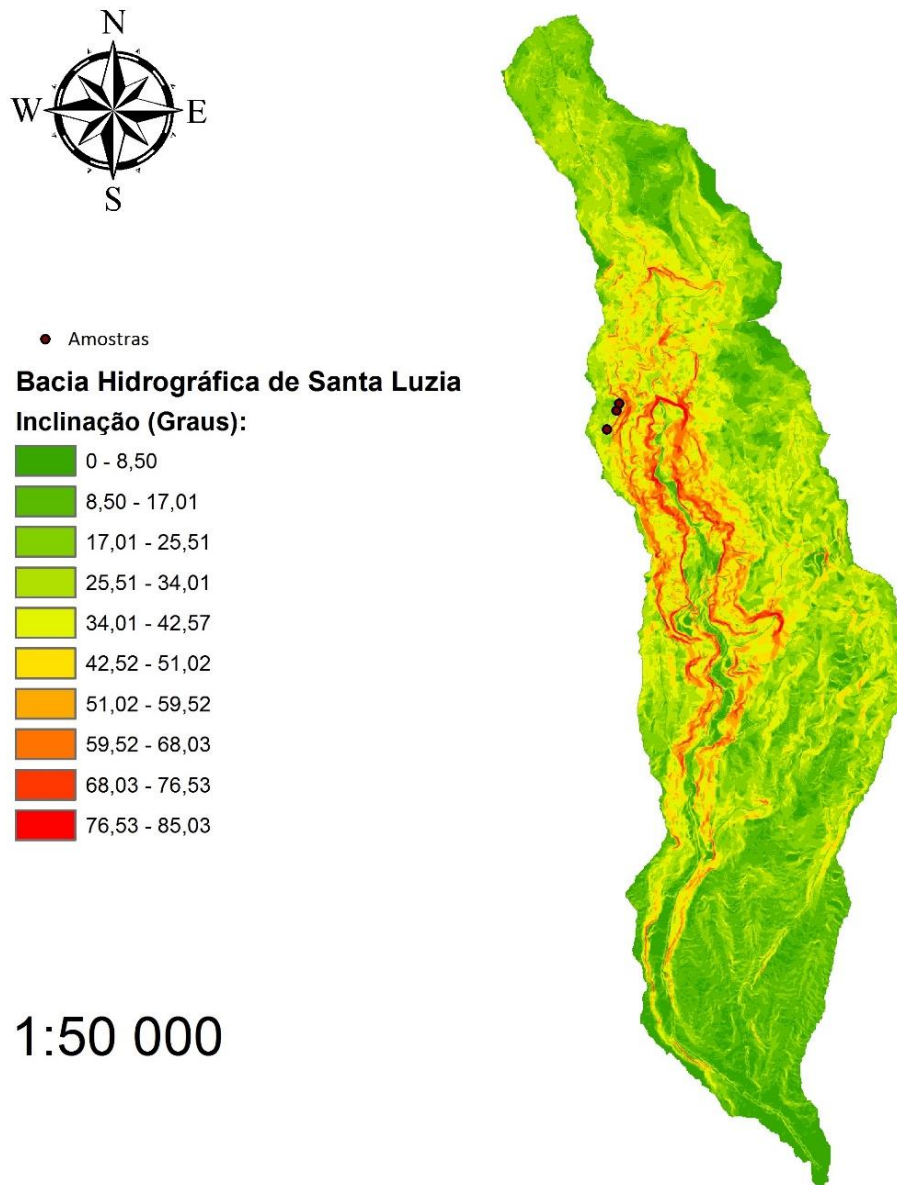 N
W E
S
Amostras
Bacia Hidrográfica de Santa Luzia
Inclinação (Graus):
0 - 8,50
8,50 - 17,01
17,01 - 25,51
25,51 - 34,01
34,01 - 42,57
42,52 - 51,02
51,02 - 59,52
59,52 - 68,03
68,03 - 76,53
76,53 - 85,03
1:50 000